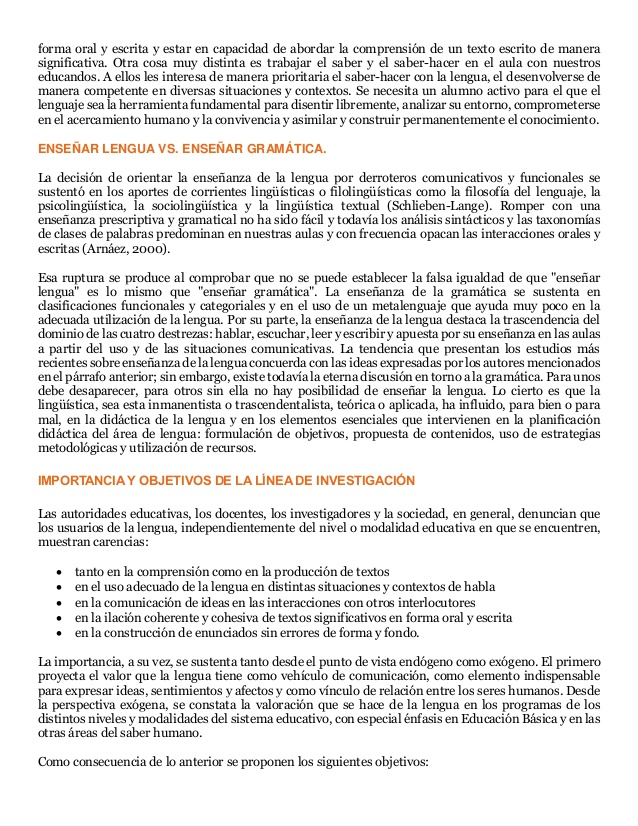 forma oral y escrita y estar en capacidad de abordar la comprensión de un texto escrito de manera
significativa. Otra cosa muy distinta es trabajar el saber y el saber-hacer en el aula con nuestros
educandos. A ellos les interesa de manera prioritaria el saber-hacer con la lengua, el desenvolverse de
manera competente en diversas situaciones y contextos. Se necesita un alumno activo para el que el
lenguaje sea la herramienta fundamental para disentir libremente, analizar su entorno, comprometerse
en el acercamiento humano y la convivencia y asimilar y construir permanentemente el conocimiento.
ENSEÑAR LENGUA VS. ENSEÑAR GRAMÁTICA.
La decisión de orientar la enseñanza de la lengua por derroteros comunicativos y funcionales se
sustentó en los aportes de corrientes lingüísticas o filolingüísticas como la filosofía del lenguaje, la
psicolingüística, la sociolingüística y la lingüística textual (Schlieben-Lange). Romper con una
enseñanza prescriptiva y gramatical no ha sido fácil y todavía los análisis sintácticos y las taxonomías
de clases de palabras predominan en nuestras aulas y con frecuencia opacan las interacciones orales y
escritas (Arnáez, 2000).
Esa ruptura se produce al comprobar que no se puede establecer la falsa igualdad de que "enseñar
lengua" es lo mismo que "enseñar gramática". La enseñanza de la gramática se sustenta en
clasificaciones funcionales y categoriales y en el uso de un metalenguaje que ayuda muy poco en la
adecuada utilización de la lengua. Por su parte, la enseñanza de la lengua destaca la trascendencia del
dominio de las cuatro destrezas: hablar, escuchar, leer y escribir y apuesta por su enseñanza en las aulas
a partir del uso y de las situaciones comunicativas. La tendencia que presentan los estudios más
recientes sobre enseñanza de la lengua concuerda con las ideas expresadas por los autores mencionados
en el párrafo anterior; sin embargo, existe todavía la eterna discusión en torno a la gramática. Para unos
debe desaparecer, para otros sin ella no hay posibilidad de enseñar la lengua. Lo cierto es que la
lingüística, sea esta inmanentista o trascendentalista, teórica o aplicada, ha influido, para bien o para
mal, en la didáctica de la lengua y en los elementos esenciales que intervienen en la planificación
didáctica del área de lengua: formulación de objetivos, propuesta de contenidos, uso de estrategias
metodológicas y utilización de recursos.
IMPORTANCIA Y OBJETIVOS DE LA LÍNEA DE INVESTIGACIÓN
Las autoridades educativas, los docentes, los investigadores y la sociedad, en general, denuncian que
los usuarios de la lengua, independientemente del nivel o modalidad educativa en que se encuentren,
muestran carencias:
• tanto en la comprensión como en la producción de textos
• en el uso adecuado de la lengua en distintas situaciones y contextos de habla
• en la comunicación de ideas en las interacciones con otros interlocutores
• en la ilación coherente y cohesiva de textos significativos en forma oral y escrita
• en la construcción de enunciados sin errores de forma y fondo.
La importancia, a su vez, se sustenta tanto desde el punto de vista endógeno como exógeno. El primero
proyecta el valor que la lengua tiene como vehículo de comunicación, como elemento indispensable
para expresar ideas, sentimientos y afectos y como vínculo de relación entre los seres humanos. Desde
la perspectiva exógena, se constata la valoración que se hace de la lengua en los programas de los
distintos niveles y modalidades del sistema educativo, con especial énfasis en Educación Básica y en las
otras áreas del saber humano.
Como consecuencia de lo anterior se proponen los siguientes objetivos: